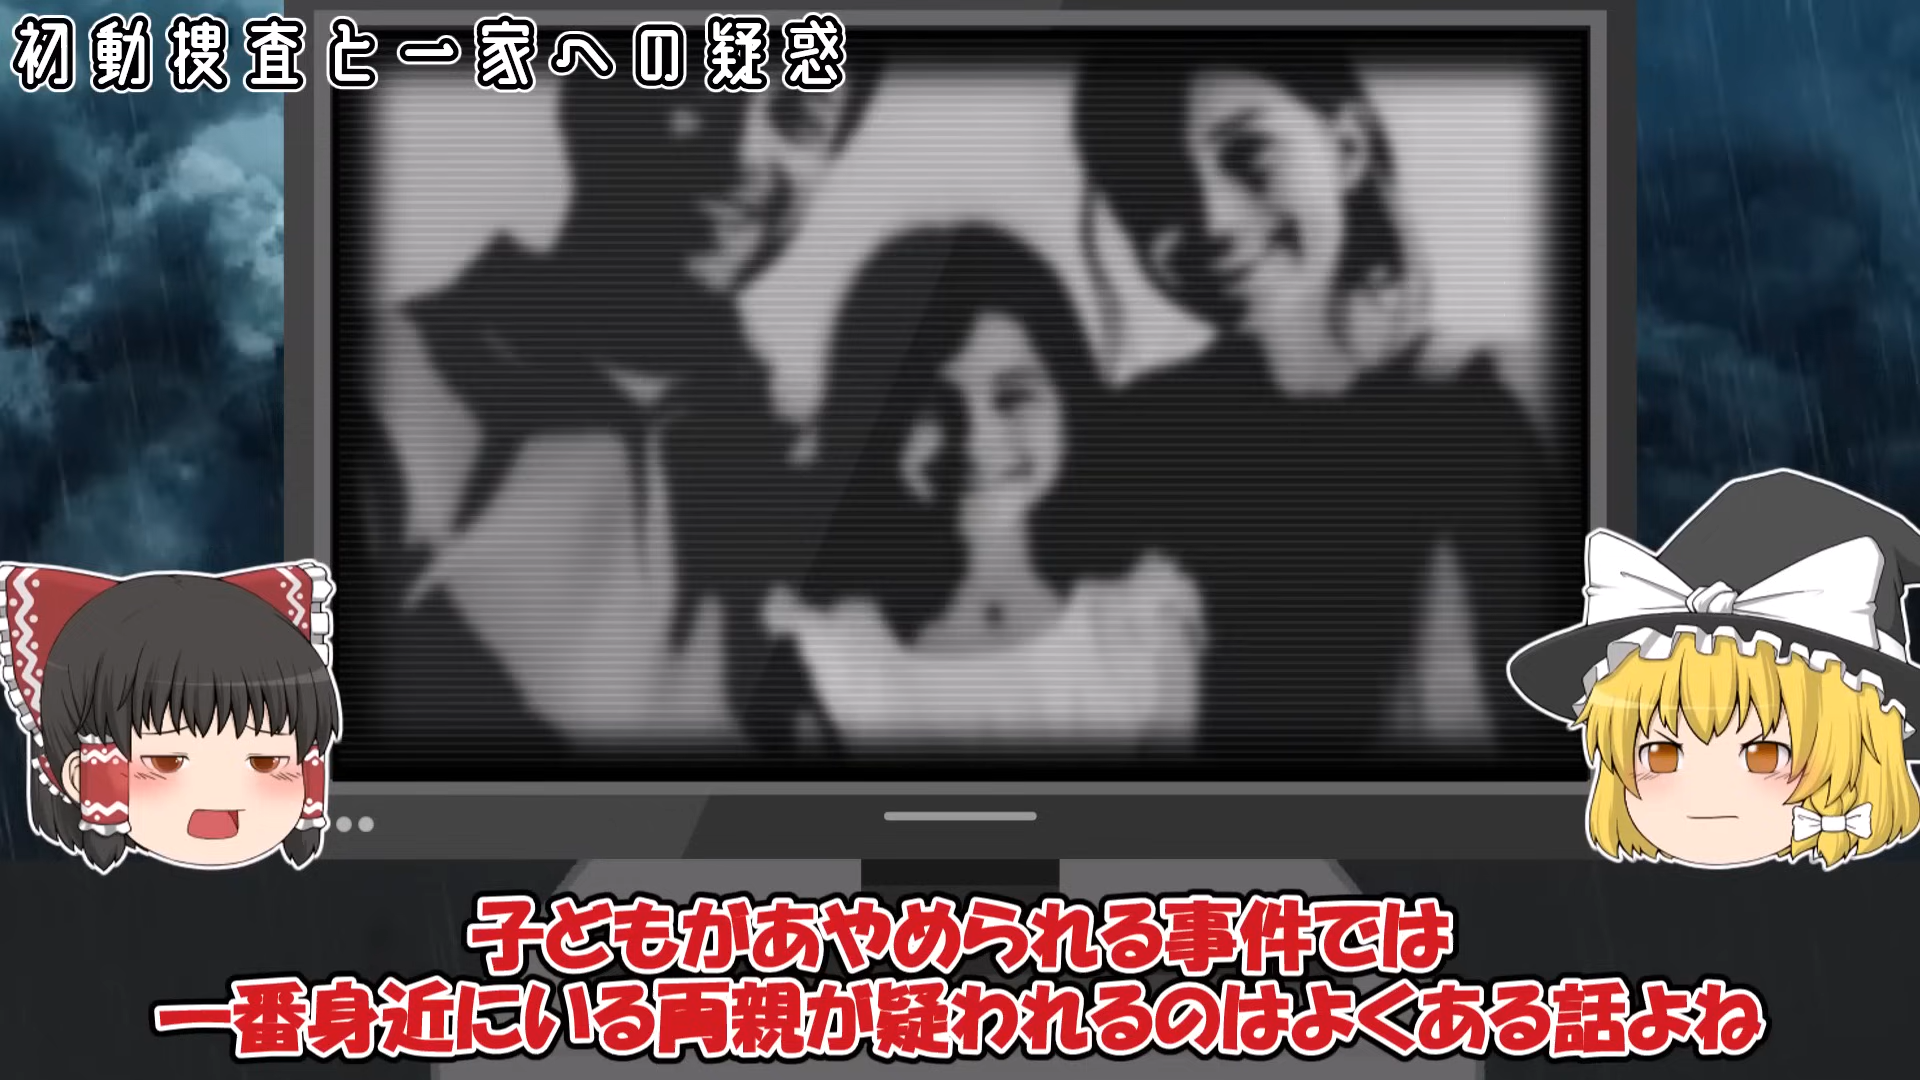 初動捜査と一家への疑惑
子どもがあやめられる事件では
一番身近にいる両親が疑われるのはよくある話よね